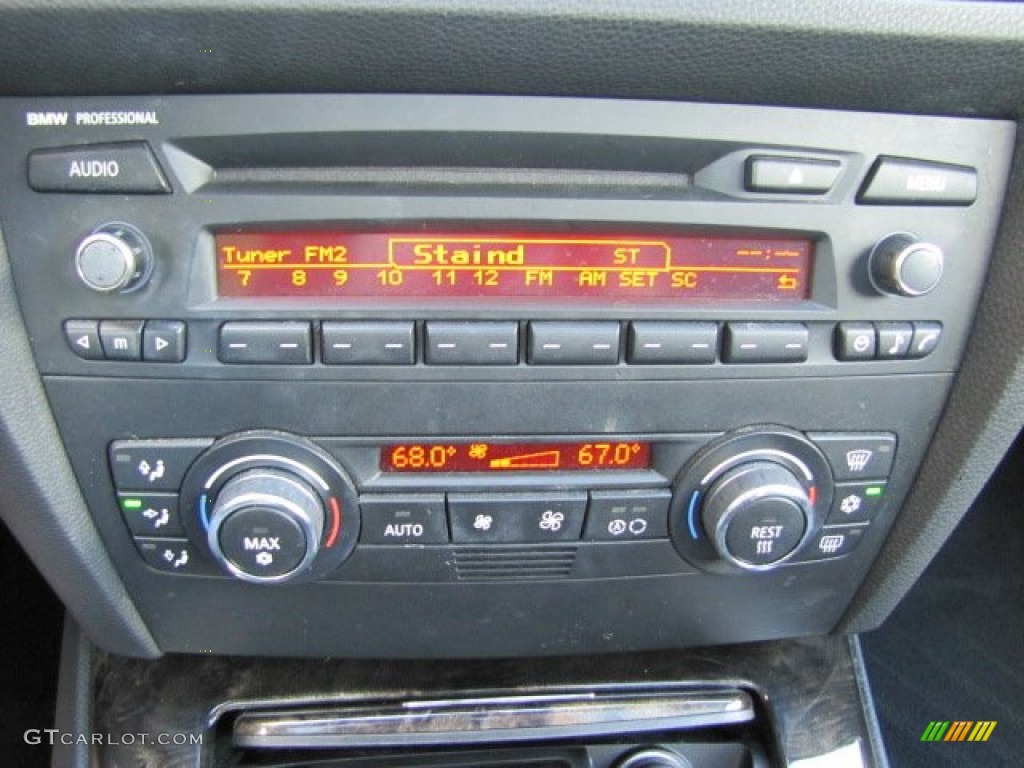 BMW PROFESSIONAL
AUDIO
MENU
Tuner FM2 Staind ST --:--
7 8 9 10 11 12 FM AM SET SC
m
68.0° 67.0°
AUTO
MAX
REST
A
GTCARLOT.COM